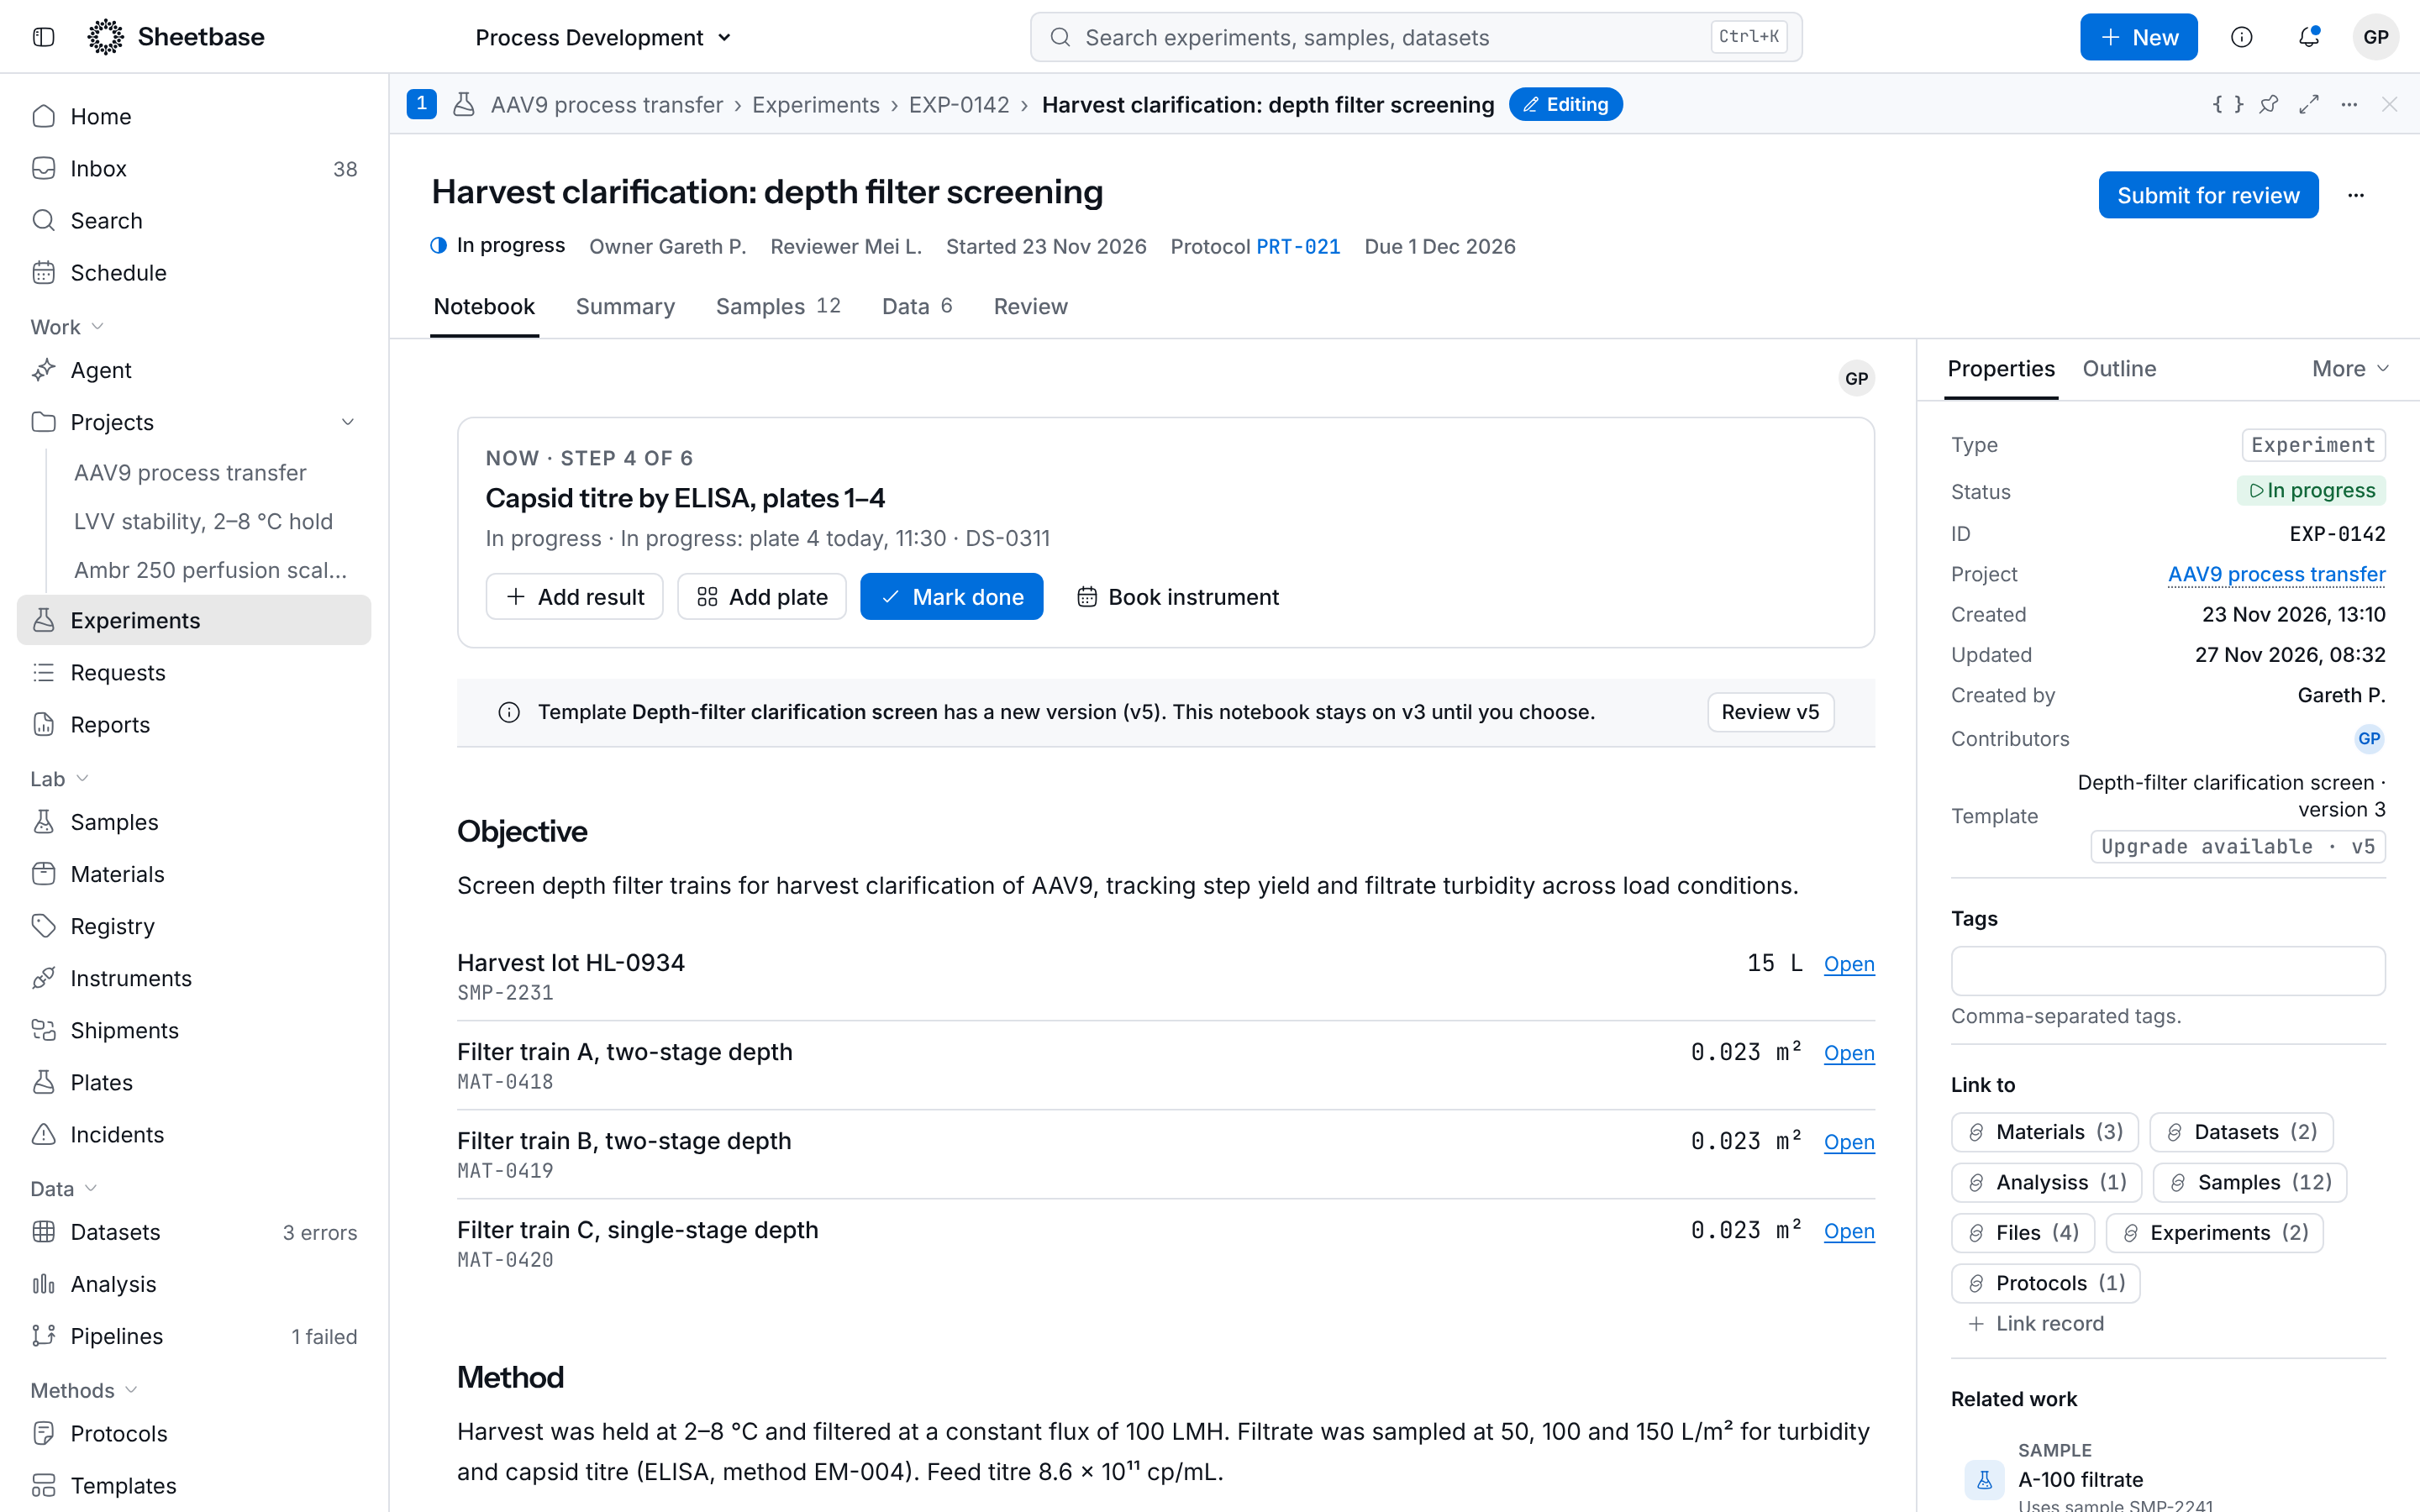 Sheetbase
Process Development
Search experiments, samples, datasets
Ctrl+K
New
GP
Home
Inbox 38
Search
Schedule
Work
Agent
Projects
AAV9 process transfer
LVV stability, 2–8 °C hold
Ambr 250 perfusion scal...
Experiments
Requests
Reports
Lab
Samples
Materials
Registry
Instruments
Shipments
Plates
Incidents
Data
Datasets 3 errors
Analysis
Pipelines 1 failed
Methods
Protocols
Templates
1 AAV9 process transfer › Experiments › EXP-0142 › Harvest clarification: depth filter screening Editing
{ }
Harvest clarification: depth filter screening
Submit for review
In progress Owner Gareth P. Reviewer Mei L. Started 23 Nov 2026 Protocol PRT-021 Due 1 Dec 2026
Notebook Summary Samples 12 Data 6 Review
GP
NOW · STEP 4 OF 6
Capsid titre by ELISA, plates 1–4
In progress · In progress: plate 4 today, 11:30 · DS-0311
Add result Add plate Mark done Book instrument
Template Depth-filter clarification screen has a new version (v5). This notebook stays on v3 until you choose. Review v5
Objective
Screen depth filter trains for harvest clarification of AAV9, tracking step yield and filtrate turbidity across load conditions.
Harvest lot HL-0934 15 L Open
SMP-2231
Filter train A, two-stage depth 0.023 m² Open
MAT-0418
Filter train B, two-stage depth 0.023 m² Open
MAT-0419
Filter train C, single-stage depth 0.023 m² Open
MAT-0420
Method
Harvest was held at 2–8 °C and filtered at a constant flux of 100 LMH. Filtrate was sampled at 50, 100 and 150 L/m² for turbidity
and capsid titre (ELISA, method EM-004). Feed titre 8.6 × 10¹¹ cp/mL.
Properties Outline More
Type Experiment
Status In progress
ID EXP-0142
Project AAV9 process transfer
Created 23 Nov 2026, 13:10
Updated 27 Nov 2026, 08:32
Created by Gareth P.
Contributors GP
Template Depth-filter clarification screen ·
version 3
Upgrade available · v5
Tags
Comma-separated tags.
Link to
Materials (3) Datasets (2)
Analysiss (1) Samples (12)
Files (4) Experiments (2)
Protocols (1)
Link record
Related work
SAMPLE
A-100 filtrate
Uses sample SMP-2241